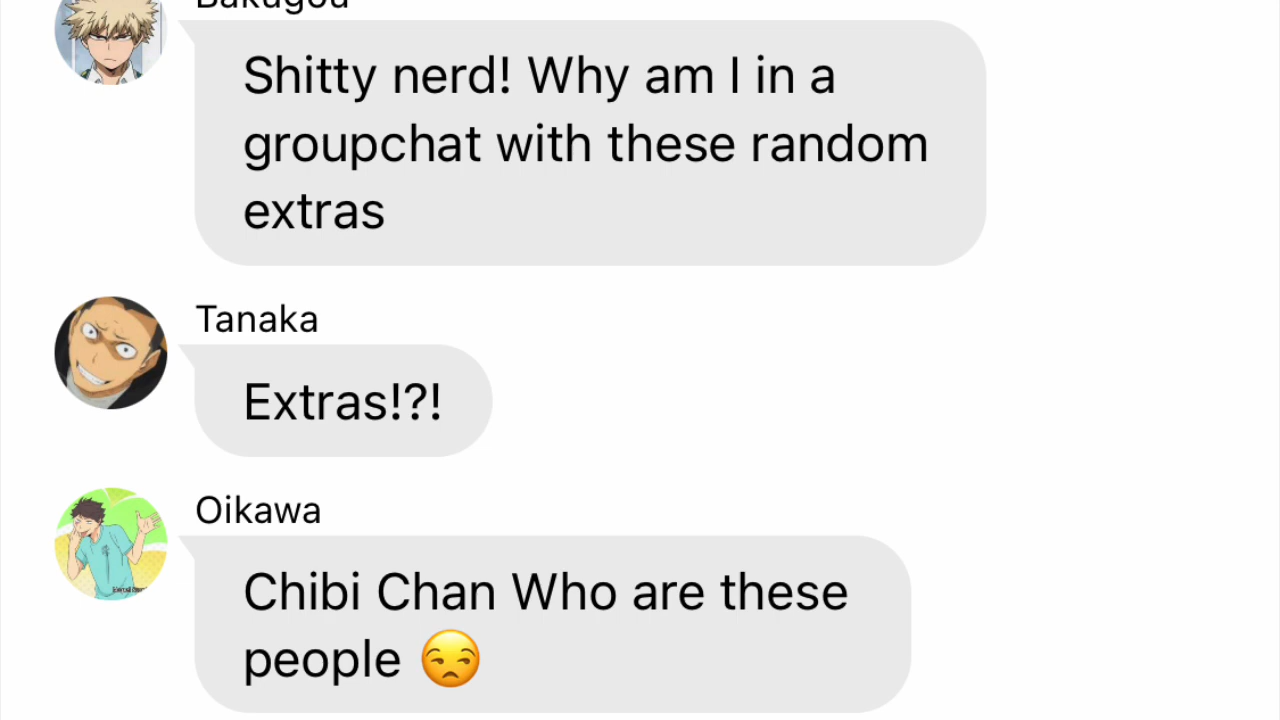 Bakugou
Shitty nerd! Why am I in a
groupchat with these random
extras
Tanaka
Extras!?!
Oikawa
Chibi Chan Who are these
people 😒